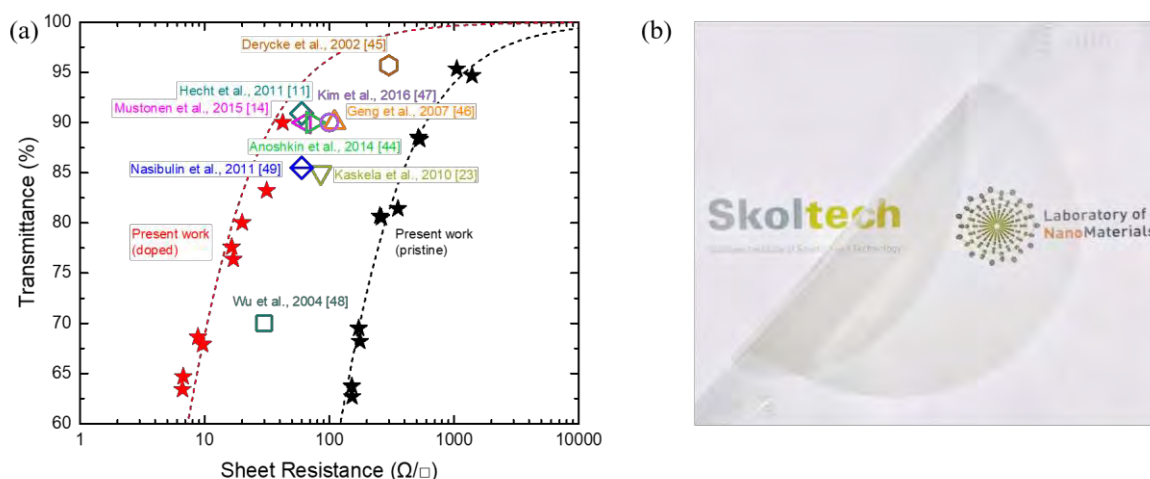 (a)
100
95
90
85
80
75
70
65
60
Transmittance (%)
Derycke et al., 2002 [45]
Hecht et al., 2011 [11]
Kim et al., 2016 [47]
Mustonen et al., 2015 [14]
Geng et al., 2007 [46]
Anoshkin et al., 2014 [44]
Nasibulin et al., 2011 [49]
Kaskela et al., 2010 [23]
Present work
(doped)
Present work
(pristine)
Wu et al., 2004 [48]
1
10
100
1000
10000
Sheet Resistance (Ω/□)
(b)
Skoltech
Laboratory of
NanoMaterials